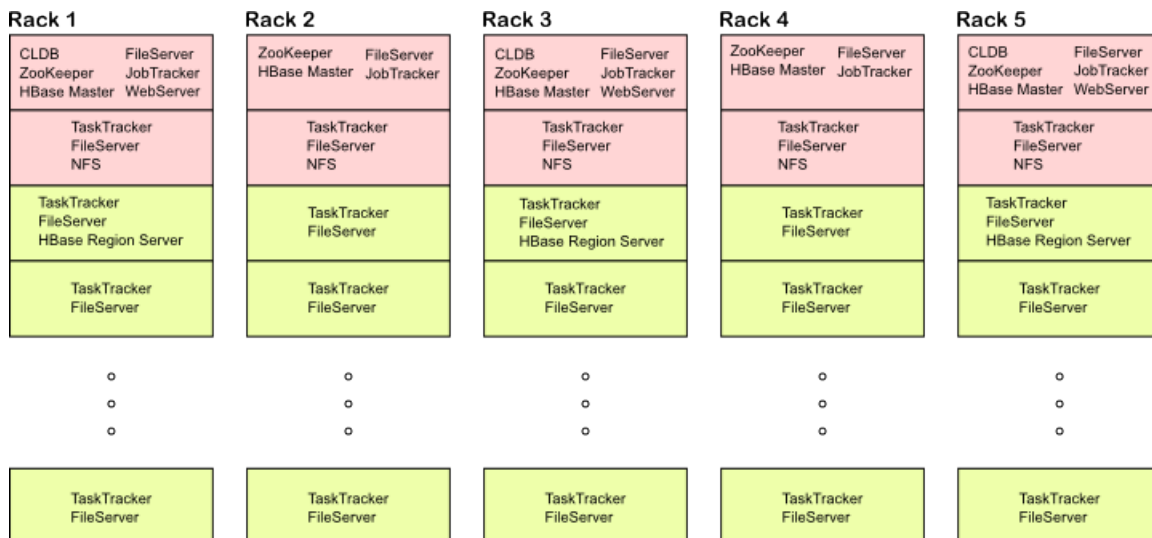 Rack 1
CLDB FileServer
ZooKeeper JobTracker
HBase Master WebServer
TaskTracker
FileServer
NFS
TaskTracker
FileServer
HBase Region Server
TaskTracker
FileServer
TaskTracker
FileServer
Rack 2
ZooKeeper FileServer
HBase Master JobTracker
TaskTracker
FileServer
NFS
TaskTracker
FileServer
TaskTracker
FileServer
TaskTracker
FileServer
Rack 3
CLDB FileServer
ZooKeeper JobTracker
HBase Master WebServer
TaskTracker
FileServer
NFS
TaskTracker
FileServer
HBase Region Server
TaskTracker
FileServer
TaskTracker
FileServer
Rack 4
ZooKeeper FileServer
HBase Master JobTracker
TaskTracker
FileServer
NFS
TaskTracker
FileServer
TaskTracker
FileServer
TaskTracker
FileServer
Rack 5
CLDB FileServer
ZooKeeper JobTracker
HBase Master WebServer
TaskTracker
FileServer
NFS
TaskTracker
FileServer
HBase Region Server
TaskTracker
FileServer
TaskTracker
FileServer